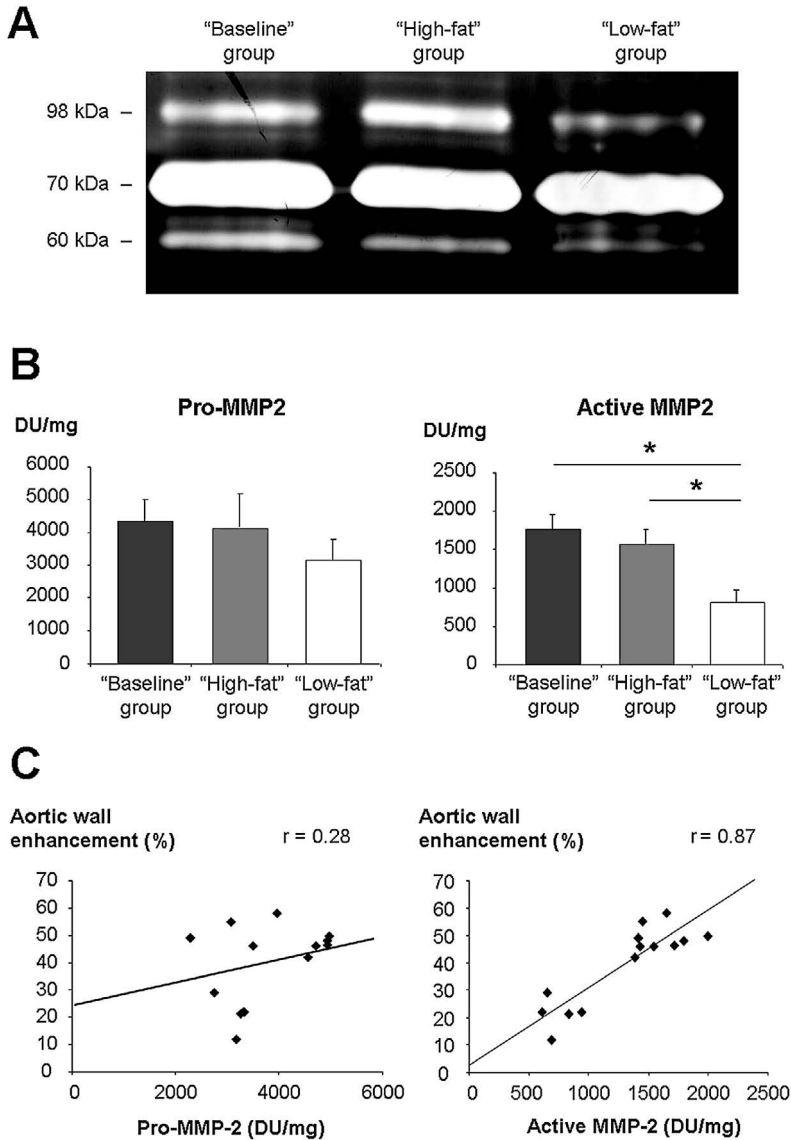 A
“Baseline” “High-fat” “Low-fat”
group group group
98 kDa –
70 kDa –
60 kDa –
B
Pro-MMP2
DU/mg
6000
5000
4000
3000
2000
1000
0
“Baseline” “High-fat” “Low-fat”
group group group
Active MMP2
DU/mg
2500
2000
1500
1000
500
0
*
*
“Baseline” “High-fat” “Low-fat”
group group group
C
Aortic wall
enhancement (%)
r = 0.28
70
60
50
40
30
20
10
0
0 2000 4000 6000
Pro-MMP-2 (DU/mg)
Aortic wall
enhancement (%)
r = 0.87
70
60
50
40
30
20
10
0
0 500 1000 1500 2000 2500
Active MMP-2 (DU/mg)